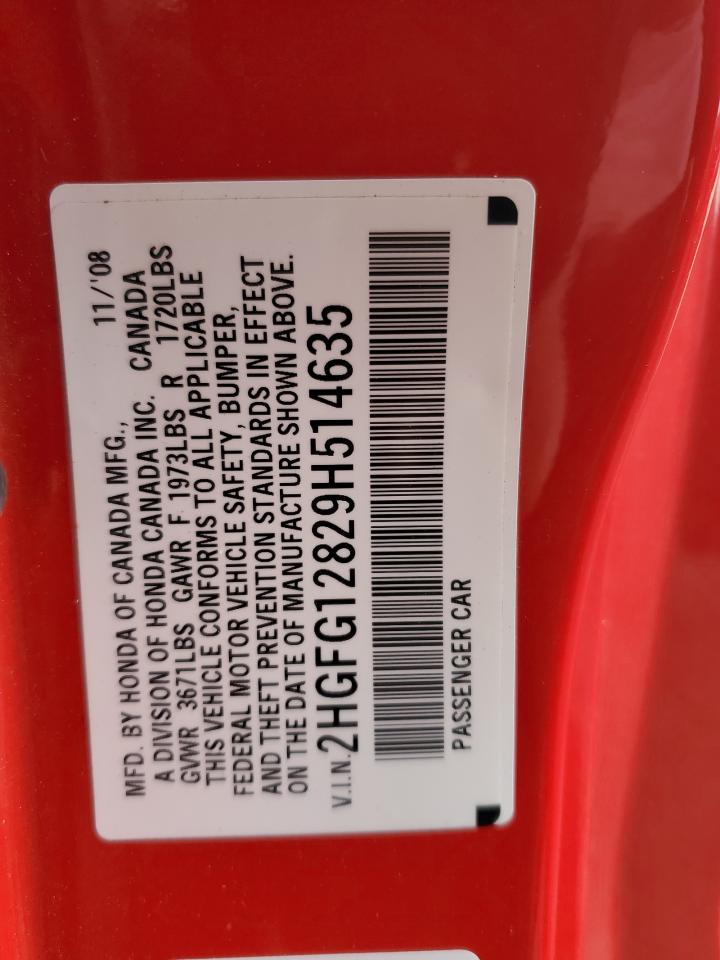 MFD. BY HONDA OF CANADA MFG., 11/'08
A DIVISION OF HONDA CANADA INC. CANADA
GVWR 3671LBS GAWR F 1973LBS R 1720LBS
THIS VEHICLE CONFORMS TO ALL APPLICABLE
FEDERAL MOTOR VEHICLE SAFETY, BUMPER,
AND THEFT PREVENTION STANDARDS IN EFFECT
ON THE DATE OF MANUFACTURE SHOWN ABOVE.
V.I.N. 2HGFG12829H514635
PASSENGER CAR